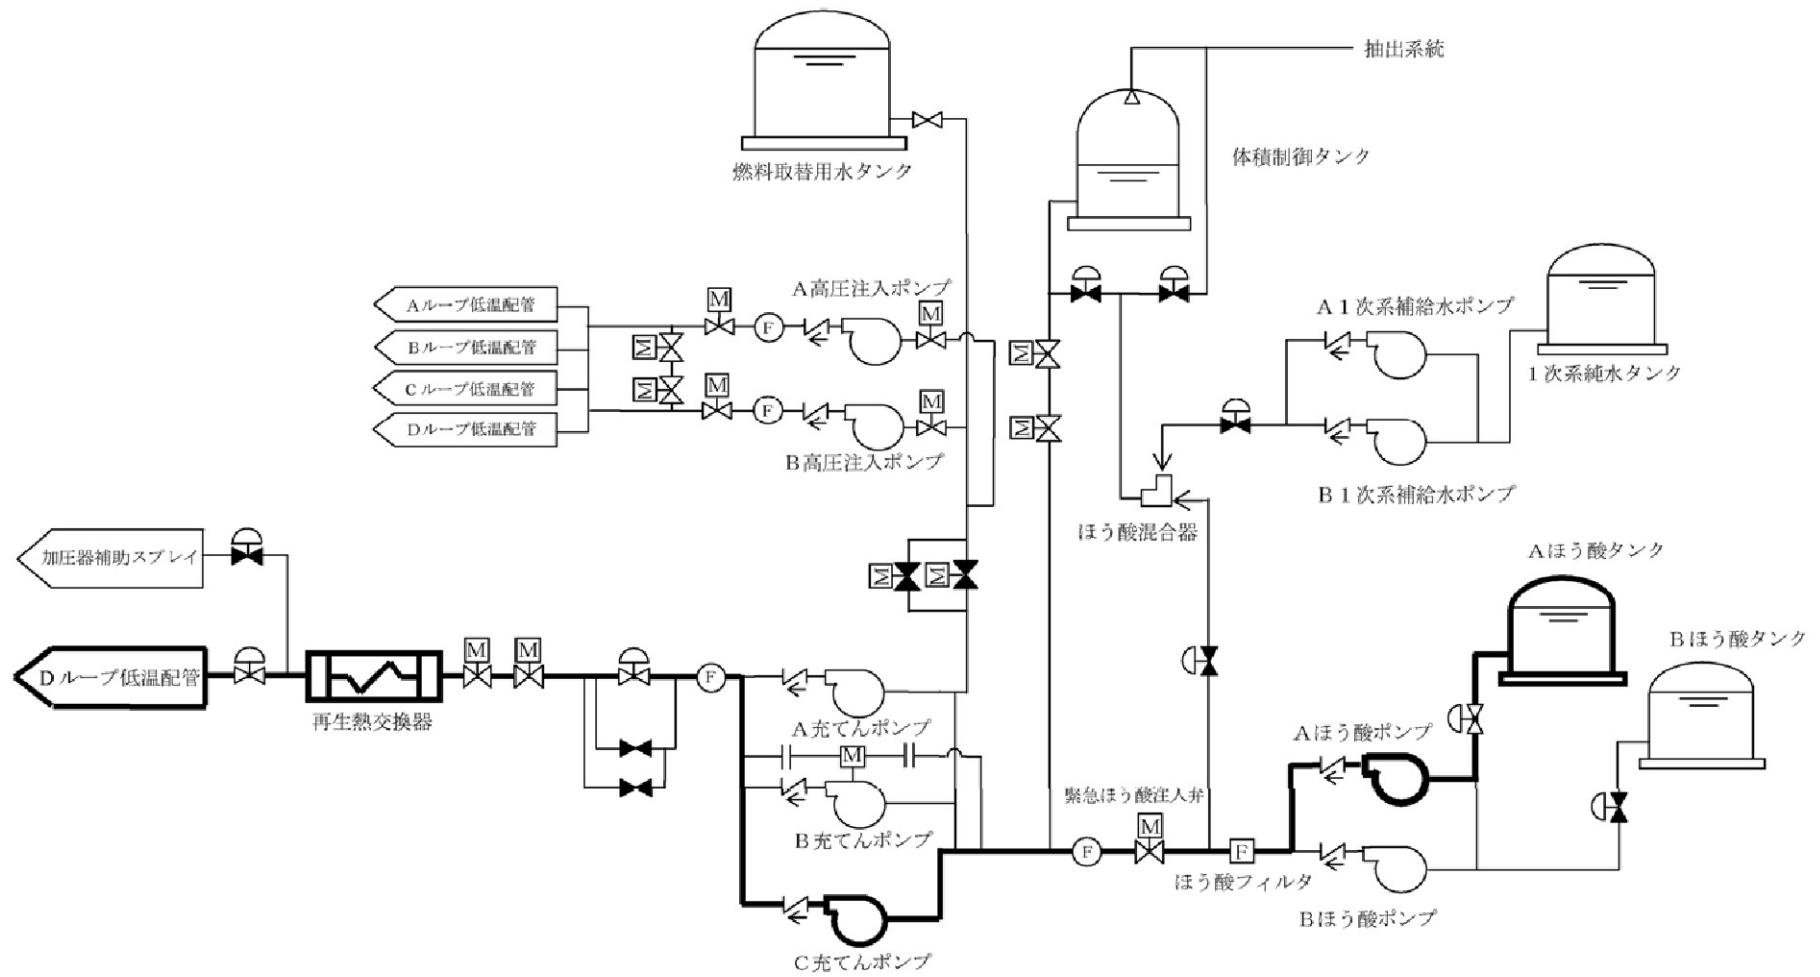 抽出系統
体積制御タンク
燃料取替用水タンク
Aループ低温配管
Bループ低温配管
Cループ低温配管
Dループ低温配管
M
M
M
M
F
F
A高圧注入ポンプ
M
M
B高圧注入ポンプ
M
M
A1次系補給水ポンプ
1次系純水タンク
B1次系補給水ポンプ
ほう酸混合器
加圧器補助スプレイ
M
M
Aほう酸タンク
Bほう酸タンク
Dループ低温配管
再生熱交換器
M
M
F
A充てんポンプ
M
B充てんポンプ
C充てんポンプ
緊急ほう酸注入弁
F
M
F
ほう酸フィルタ
Aほう酸ポンプ
Bほう酸ポンプ